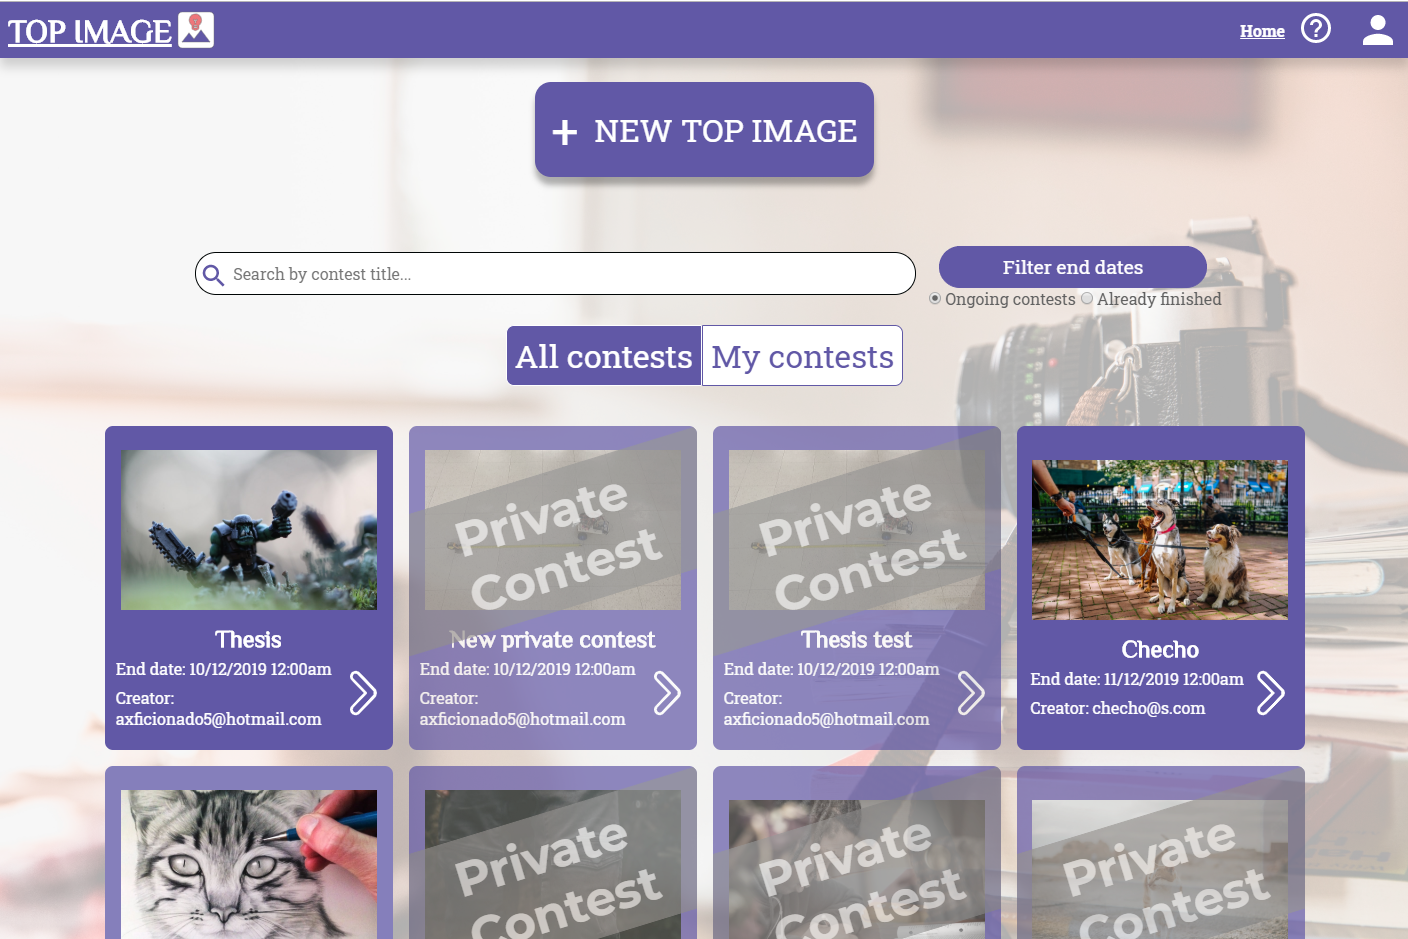 TOP IMAGE
Home
+ NEW TOP IMAGE
Search by contest title...
Filter end dates
Ongoing contests Already finished
All contests My contests
Private
Contest
Thesis
End date: 10/12/2019 12:00am
Creator:
axficionado5@hotmail.com
Private
Contest
New private contest
End date: 10/12/2019 12:00am
Creator:
axficionado5@hotmail.com
Thesis test
End date: 10/12/2019 12:00am
Creator:
axficionado5@hotmail.com
Checho
End date: 11/12/2019 12:00am
Creator: checho@s.com
Private
Contest
Private
Contest
Private
Contest